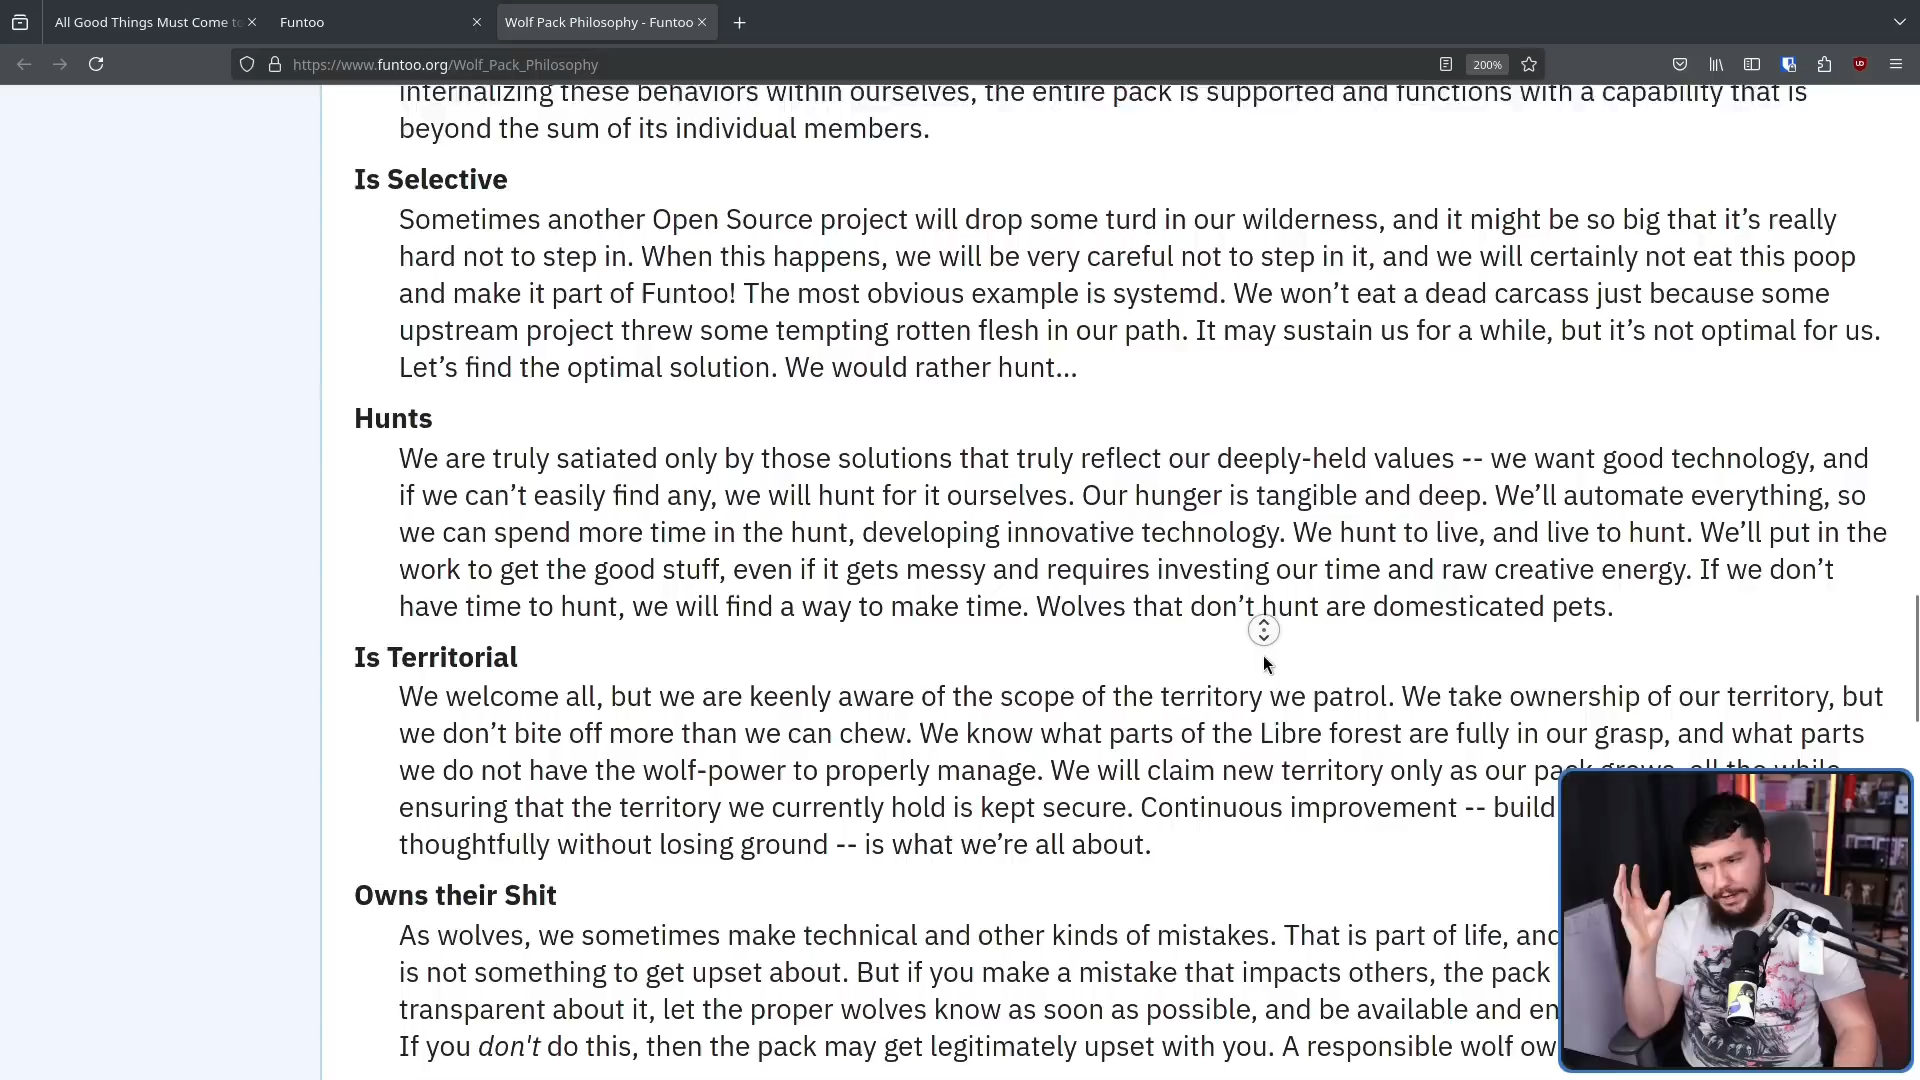 All Good Things Must Come to
Funtoo
Wolf Pack Philosophy - Funtoo
https://www.funtoo.org/Wolf_Pack_Philosophy
200%
internalizing these behaviors within ourselves, the entire pack is supported and functions with a capability that is
beyond the sum of its individual members.
Is Selective
Sometimes another Open Source project will drop some turd in our wilderness, and it might be so big that it’s really
hard not to step in. When this happens, we will be very careful not to step in it, and we will certainly not eat this poop
and make it part of Funtoo! The most obvious example is systemd. We won’t eat a dead carcass just because some
upstream project threw some tempting rotten flesh in our path. It may sustain us for a while, but it’s not optimal for us.
Let’s find the optimal solution. We would rather hunt...
Hunts
We are truly satiated only by those solutions that truly reflect our deeply-held values -- we want good technology, and
if we can’t easily find any, we will hunt for it ourselves. Our hunger is tangible and deep. We’ll automate everything, so
we can spend more time in the hunt, developing innovative technology. We hunt to live, and live to hunt. We’ll put in the
work to get the good stuff, even if it gets messy and requires investing our time and raw creative energy. If we don’t
have time to hunt, we will find a way to make time. Wolves that don’t hunt are domesticated pets.
Is Territorial
We welcome all, but we are keenly aware of the scope of the territory we patrol. We take ownership of our territory, but
we don’t bite off more than we can chew. We know what parts of the Libre forest are fully in our grasp, and what parts
we do not have the wolf-power to properly manage. We will claim new territory only as our pack grows, all the while
ensuring that the territory we currently hold is kept secure. Continuous improvement -- build
thoughtfully without losing ground -- is what we’re all about.
Owns their Shit
As wolves, we sometimes make technical and other kinds of mistakes. That is part of life, and
is not something to get upset about. But if you make a mistake that impacts others, the pack
transparent about it, let the proper wolves know as soon as possible, and be available and en
If you don't do this, then the pack may get legitimately upset with you. A responsible wolf ow